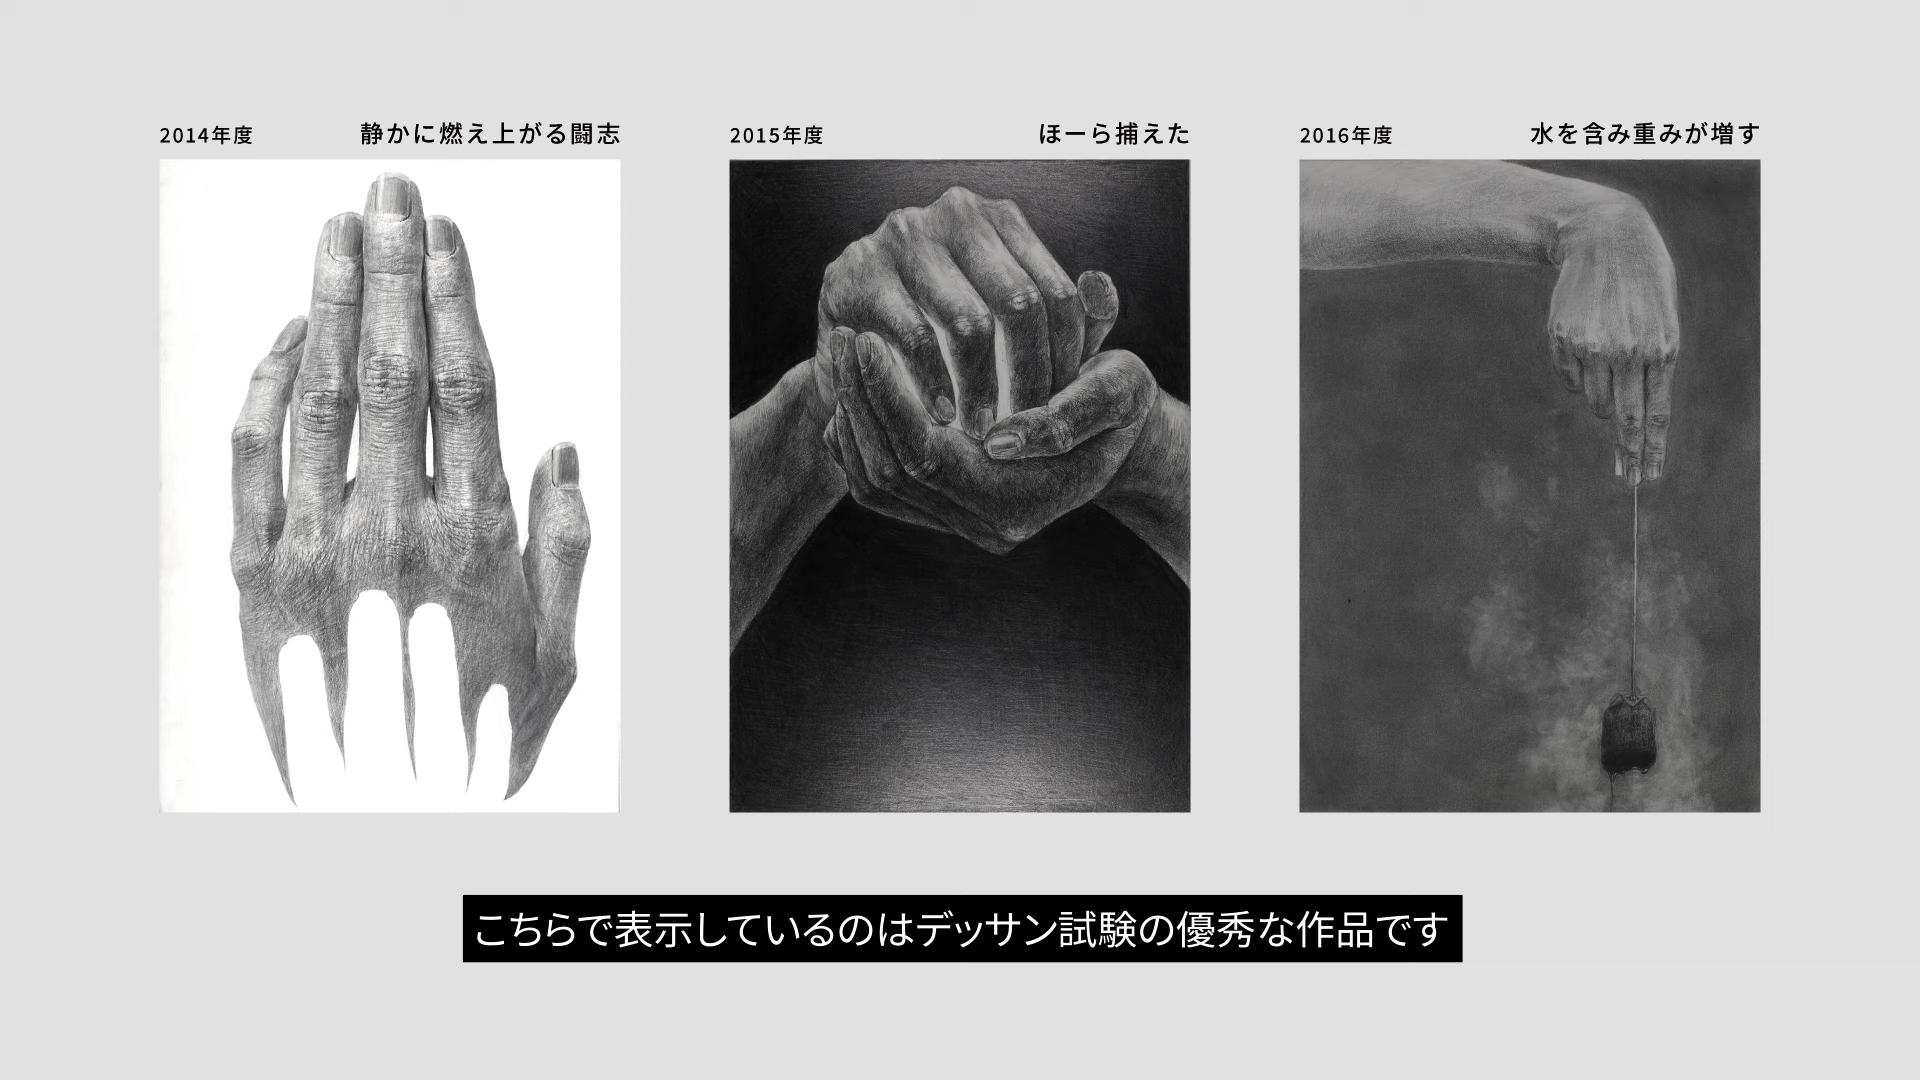 2014年度
静かに燃え上がる闘志
2015年度
ほーら捕えた
2016年度
水を含み重みが増す
こちらで表示しているのはデッサン試験の優秀な作品です